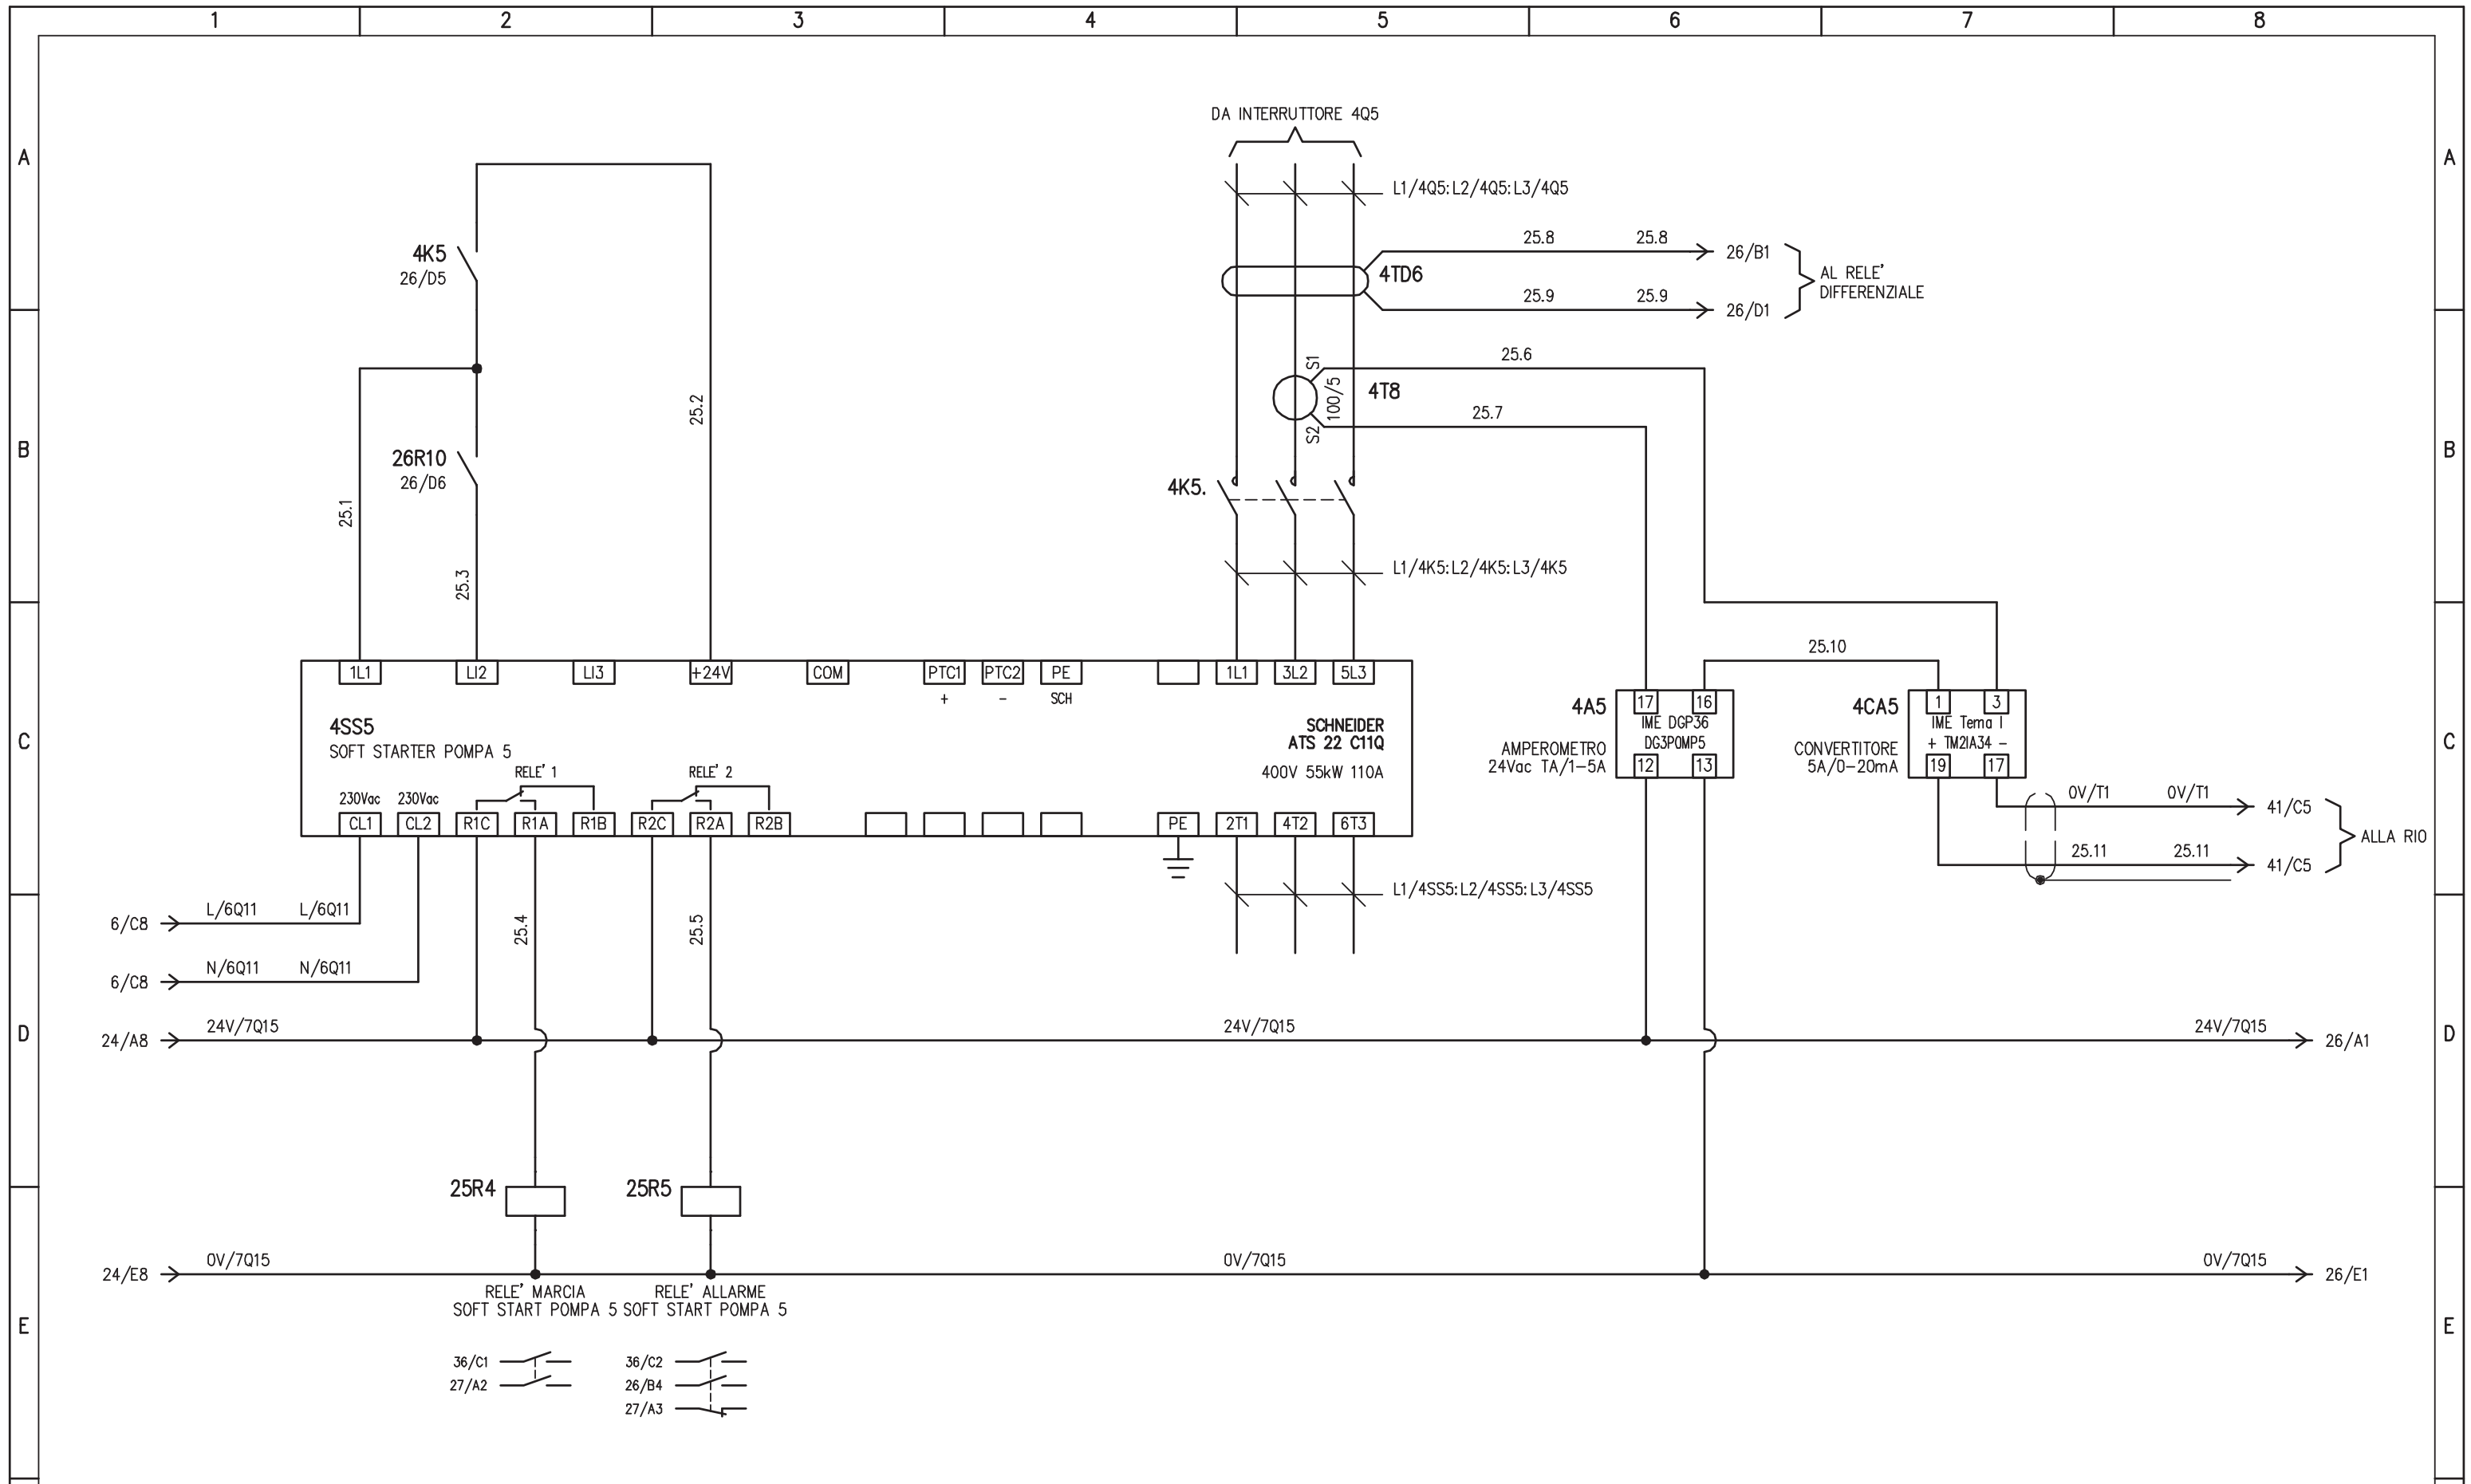 1 2 3 4 5 6 7 8
DA INTERRUTTORE 4Q5
A A
L1/4Q5:L2/4Q5:L3/4Q5
4K5
26/D5
25.8 25.8 26/B1
4TD6
AL RELE'
DIFFERENZIALE
25.9 25.9 26/D1
S1
25.6
100/5
4T8
25.2
25.7
S2
B B
26R10
26/D6
4K5.
25.1
L1/4K5:L2/4K5:L3/4K5
25.3
25.10
1L1 LI2 LI3 +24V COM PTC1 PTC2 PE 1L1 3L2 5L3
+ - SCH
4SS5
SOFT STARTER POMPA 5
SCHNEIDER
ATS 22 C11Q
400V 55kW 110A
RELE' 1 RELE' 2
230Vac 230Vac
CL1 CL2 R1C R1A R1B R2C R2A R2B PE 2T1 4T2 6T3
4A5
17 16
IME DGP36
DG3POMP5
AMPEROMETRO
24Vac TA/1-5A
12 13
4CA5
1 3
IME Tema I
+ TM2IA34 -
CONVERTITORE
5A/0-20mA
19 17
C C
0V/T1 0V/T1 41/C5
ALLA RIO
25.11 25.11 41/C5
L1/4SS5:L2/4SS5:L3/4SS5
6/C8 L/6Q11 L/6Q11
25.4 25.5
6/C8 N/6Q11 N/6Q11
D D
24/A8 24V/7Q15 24V/7Q15 24V/7Q15 26/A1
25R4 25R5
24/E8 0V/7Q15 0V/7Q15 0V/7Q15 26/E1
RELE' MARCIA
SOFT START POMPA 5
RELE' ALLARME
SOFT START POMPA 5
E E
36/C1
27/A2
36/C2
26/B4
27/A3